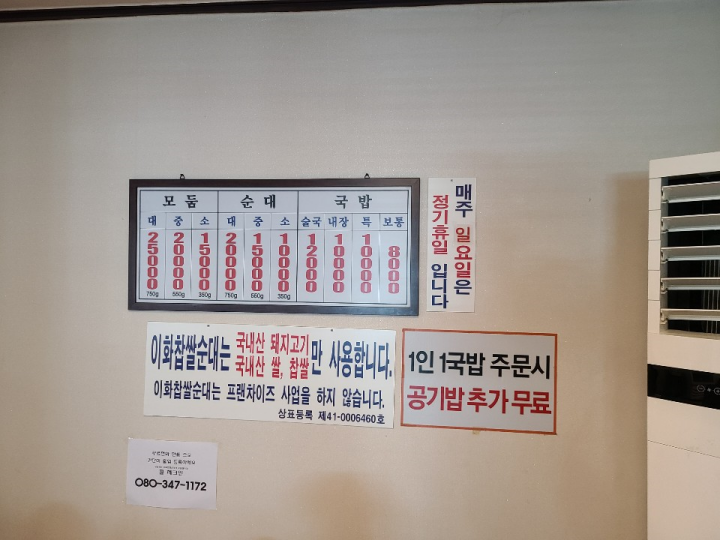 모둠 순대 국밥
대 중 소 대 중 소 술국 내장 특 보통
25000 20000 15000 20000 15000 10000 12000 10000 10000 8000
750g 550g 350g 750g 550g 350g
매주 일요일은
정기휴일 입니다
이화찹쌀순대는 국내산 돼지고기
국내산 쌀, 찹쌀 만 사용합니다.
이화찹쌀순대는 프랜차이즈 사업을 하지 않습니다.
상표등록 제41-0006460호
1인 1국밥 주문시
공기밥 추가 무료
080-347-1172